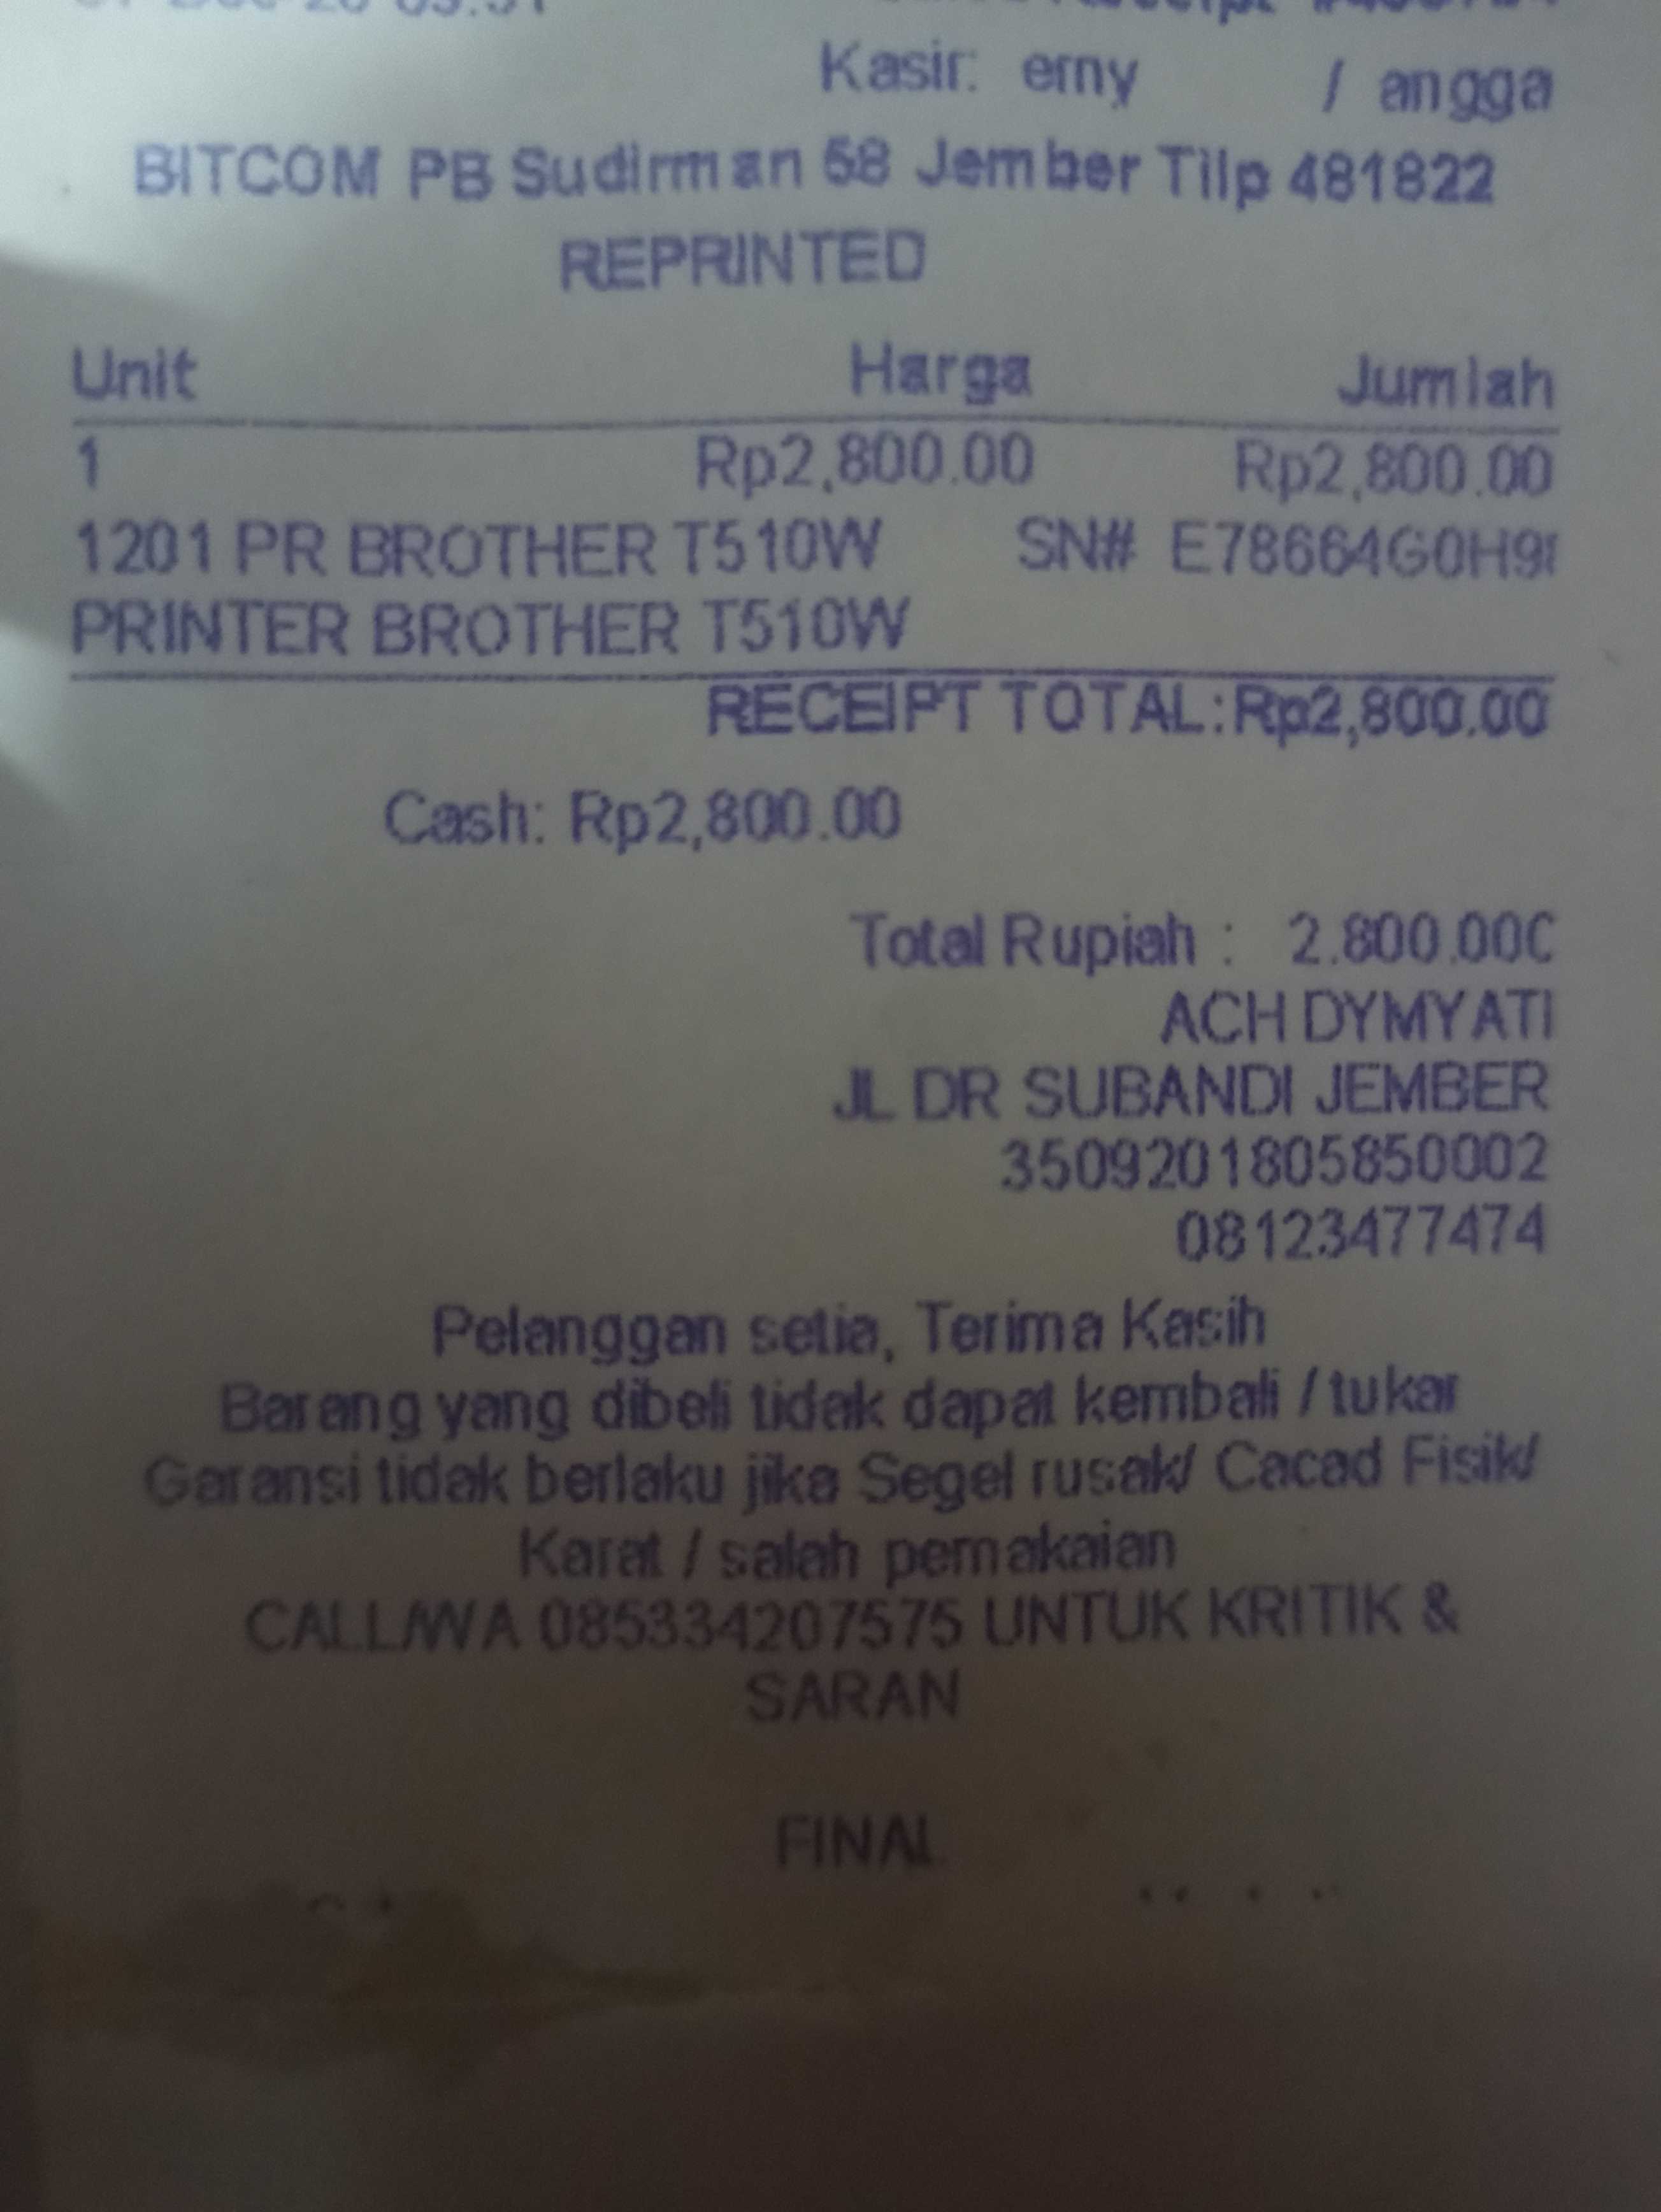 Kasir: erny / angga
BITCOM PB Sudirman 58 Jember Tilp 481822
REPRINTED
Unit Harga Jumlah
1 Rp2,800.00 Rp2,800.00
1201 PR BROTHER T510W SN# E78664G0H9
PRINTER BROTHER T510W
RECEIPT TOTAL: Rp2,800.00
Cash: Rp2,800.00
Total Rupiah : 2.800.000
ACH DYMYATI
JL DR SUBANDI JEMBER
3509201805850002
08123477474
Pelanggan setia, Terima Kasih
Barang yang dibeli tidak dapat kembali / tukar
Garansi tidak berlaku jika Segel rusak/ Cacad Fisik/
Karat / salah pemakaian
CALL/WA 085334207575 UNTUK KRITIK &
SARAN
FINAL